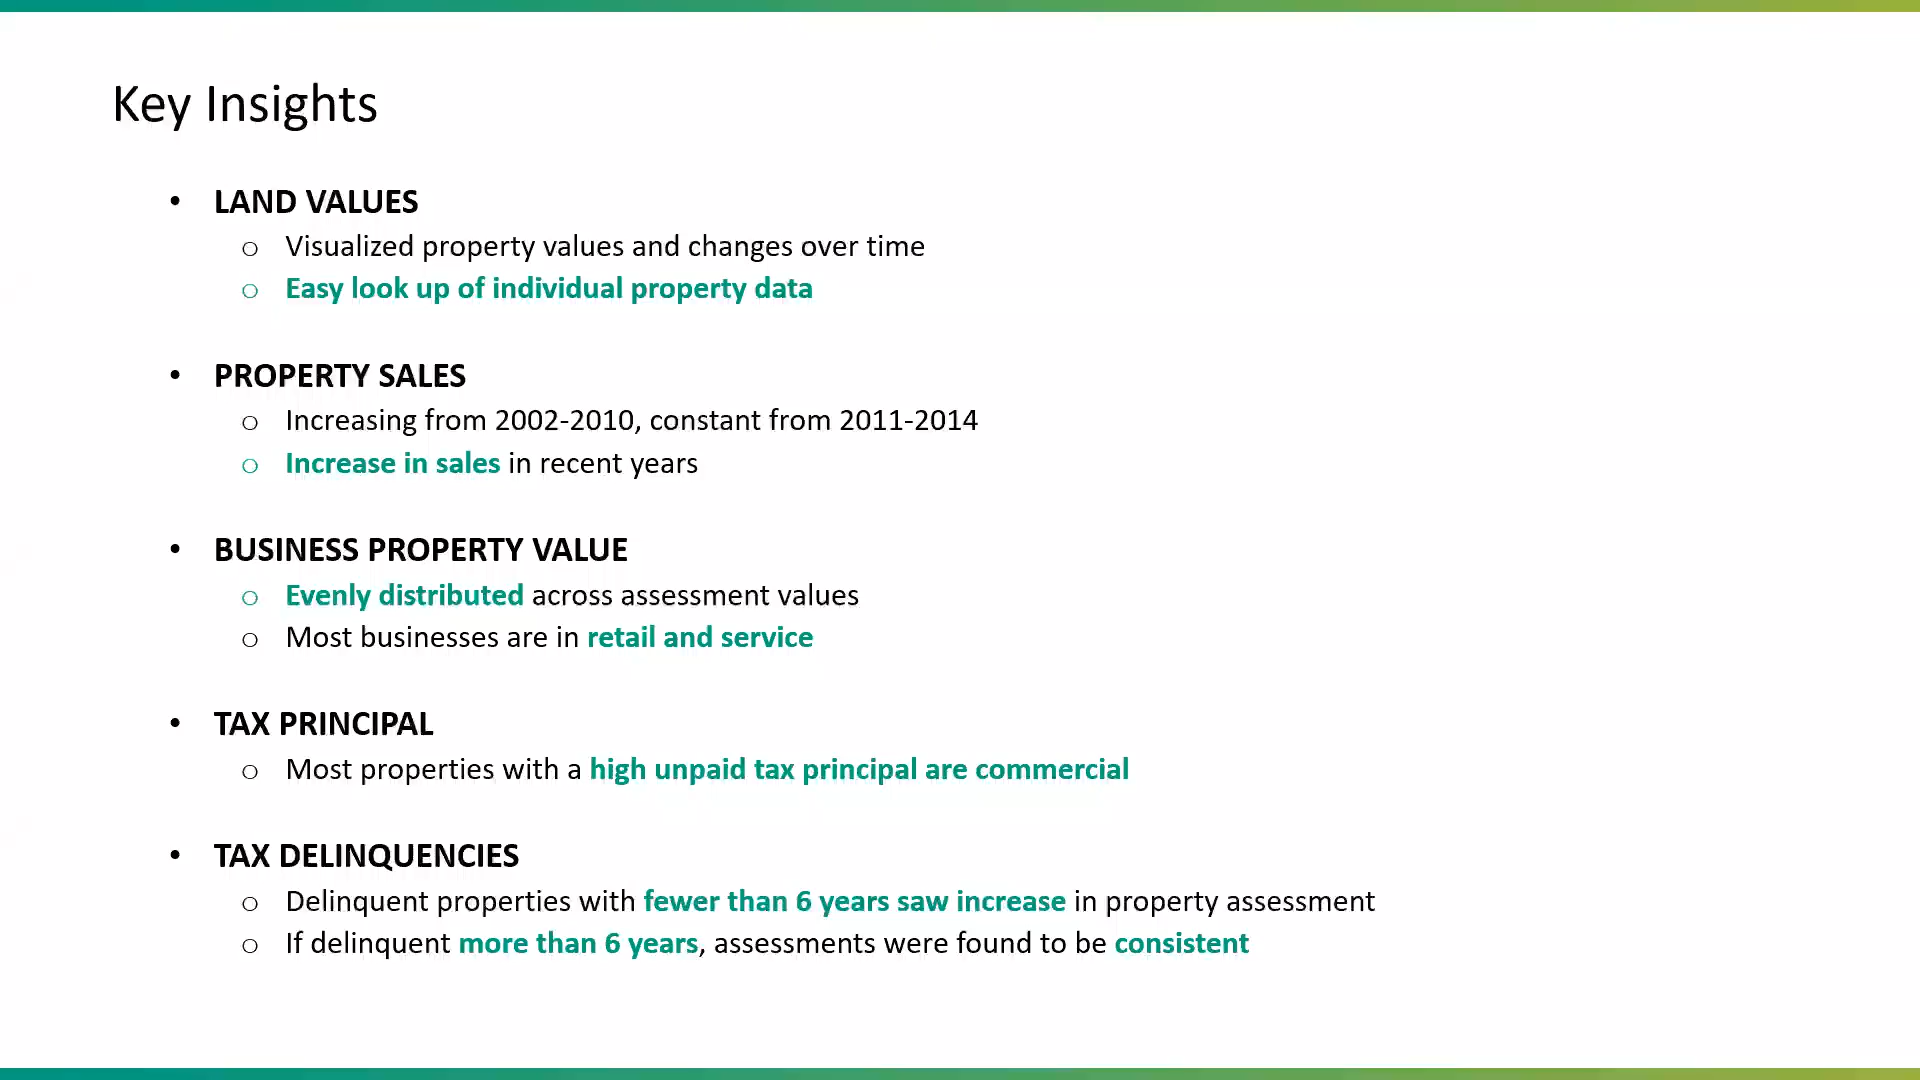 Key Insights
• LAND VALUES
o Visualized property values and changes over time
o Easy look up of individual property data
• PROPERTY SALES
o Increasing from 2002-2010, constant from 2011-2014
o Increase in sales in recent years
• BUSINESS PROPERTY VALUE
o Evenly distributed across assessment values
o Most businesses are in retail and service
• TAX PRINCIPAL
o Most properties with a high unpaid tax principal are commercial
• TAX DELINQUENCIES
o Delinquent properties with fewer than 6 years saw increase in property assessment
o If delinquent more than 6 years, assessments were found to be consistent